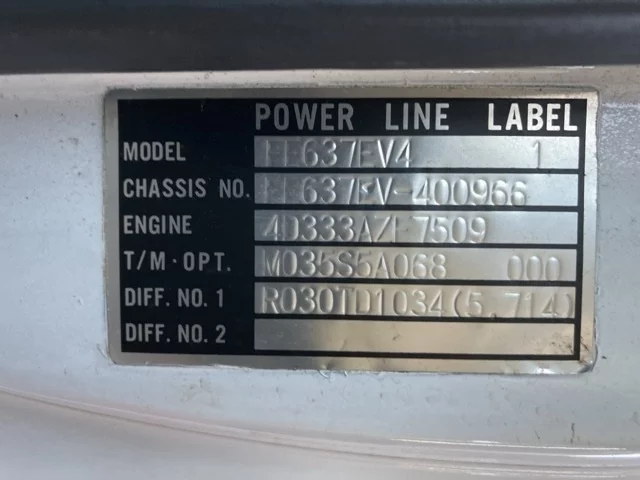 POWER LINE LABEL
MODEL FE637EV4 1
CHASSIS NO. FE637EV-400966
ENGINE
T/M·OPT. M035S5A068 000
DIFF. NO. 1 R030TD1034(5.714)
DIFF. NO. 2